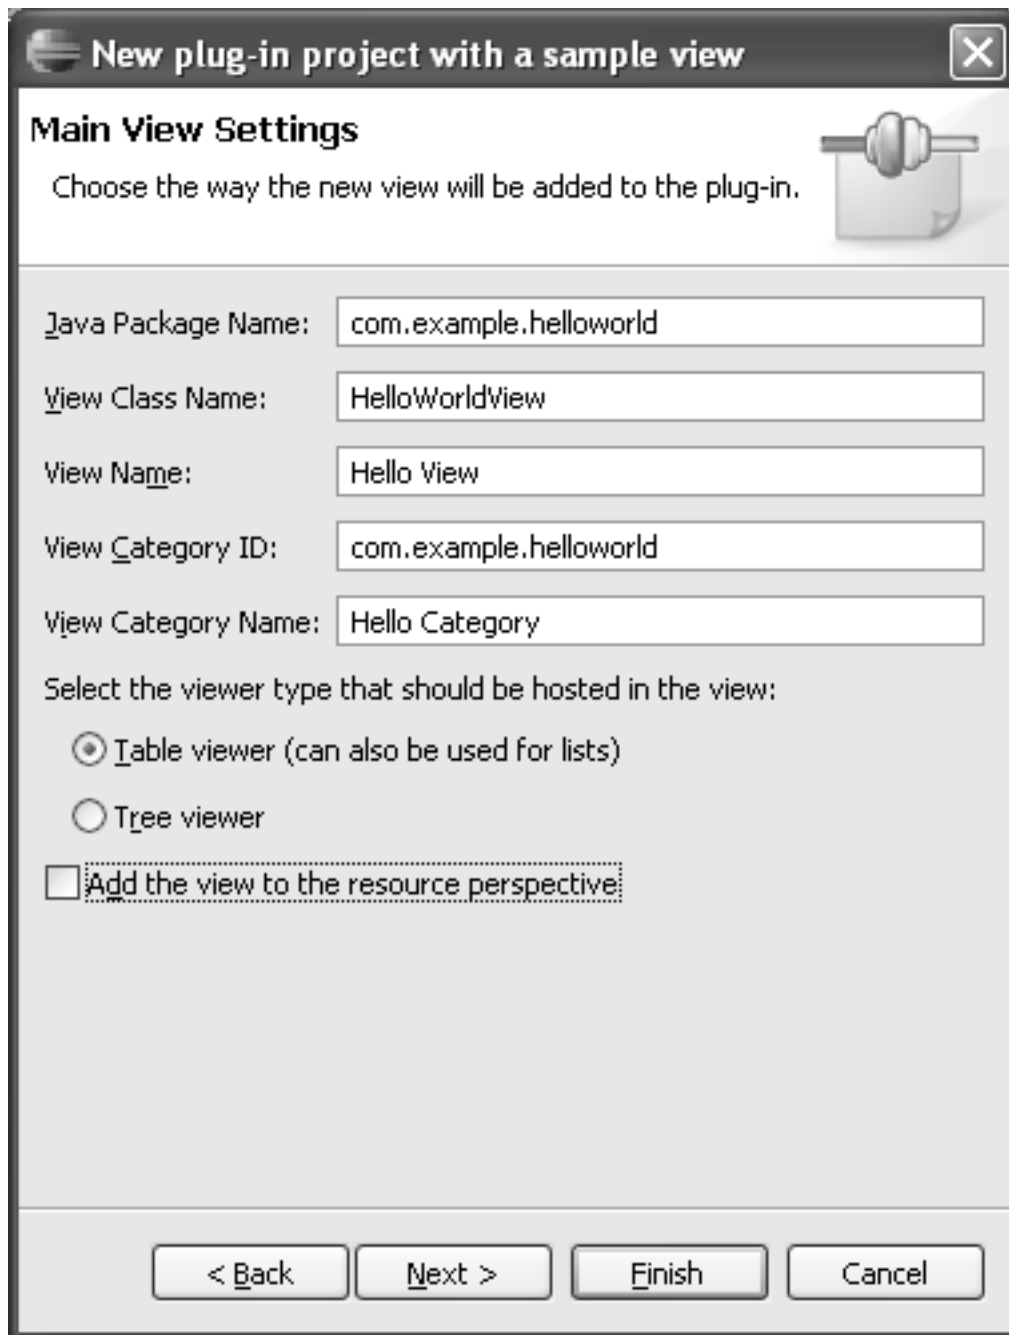 New plug-in project with a sample view
Main View Settings
Choose the way the new view will be added to the plug-in.
Java Package Name: com.example.helloworld
View Class Name: HelloWorldView
View Name: Hello View
View Category ID: com.example.helloworld
View Category Name: Hello Category
Select the viewer type that should be hosted in the view:
Table viewer (can also be used for lists)
Tree viewer
Add the view to the resource perspective
< Back Next > Finish Cancel